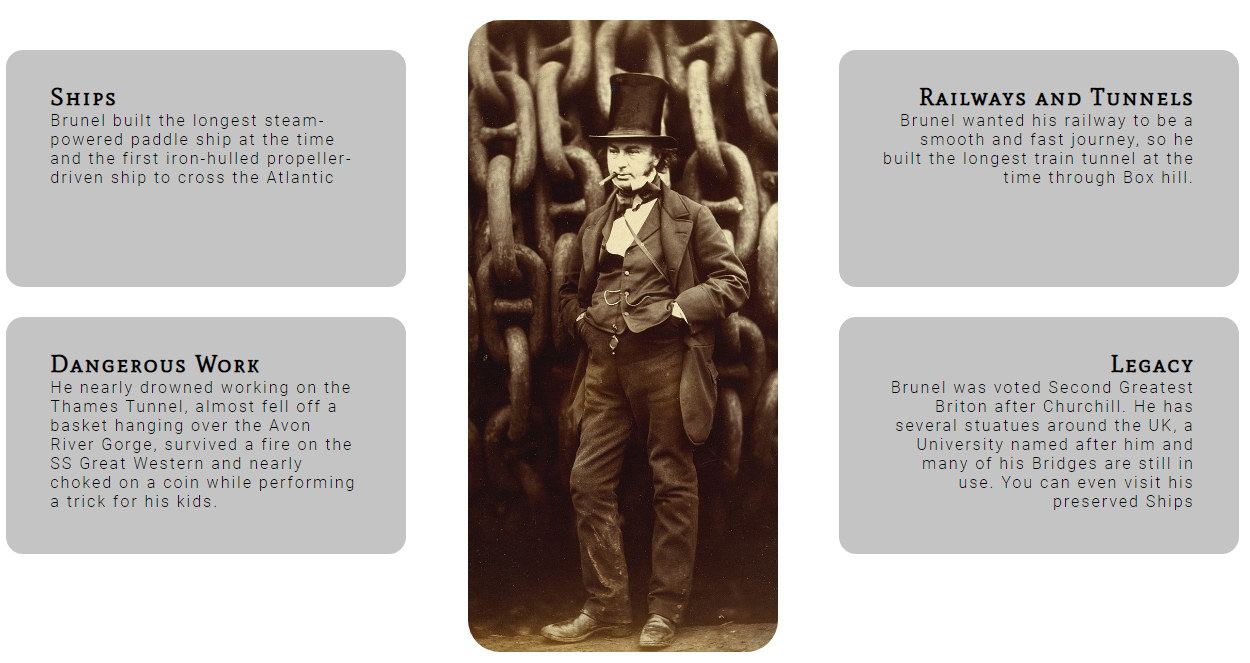 Ships
Brunel built the longest steam-
powered paddle ship at the time
and the first iron-hulled propeller-
driven ship to cross the Atlantic
Railways and Tunnels
Brunel wanted his railway to be a
smooth and fast journey, so he
built the longest train tunnel at the
time through Box hill.
Dangerous Work
He nearly drowned working on the
Thames Tunnel, almost fell off a
basket hanging over the Avon
River Gorge, survived a fire on the
SS Great Western and nearly
choked on a coin while performing
a trick for his kids.
Legacy
Brunel was voted Second Greatest
Briton after Churchill. He has
several stuatues around the UK, a
University named after him and
many of his Bridges are still in
use. You can even visit his
preserved Ships